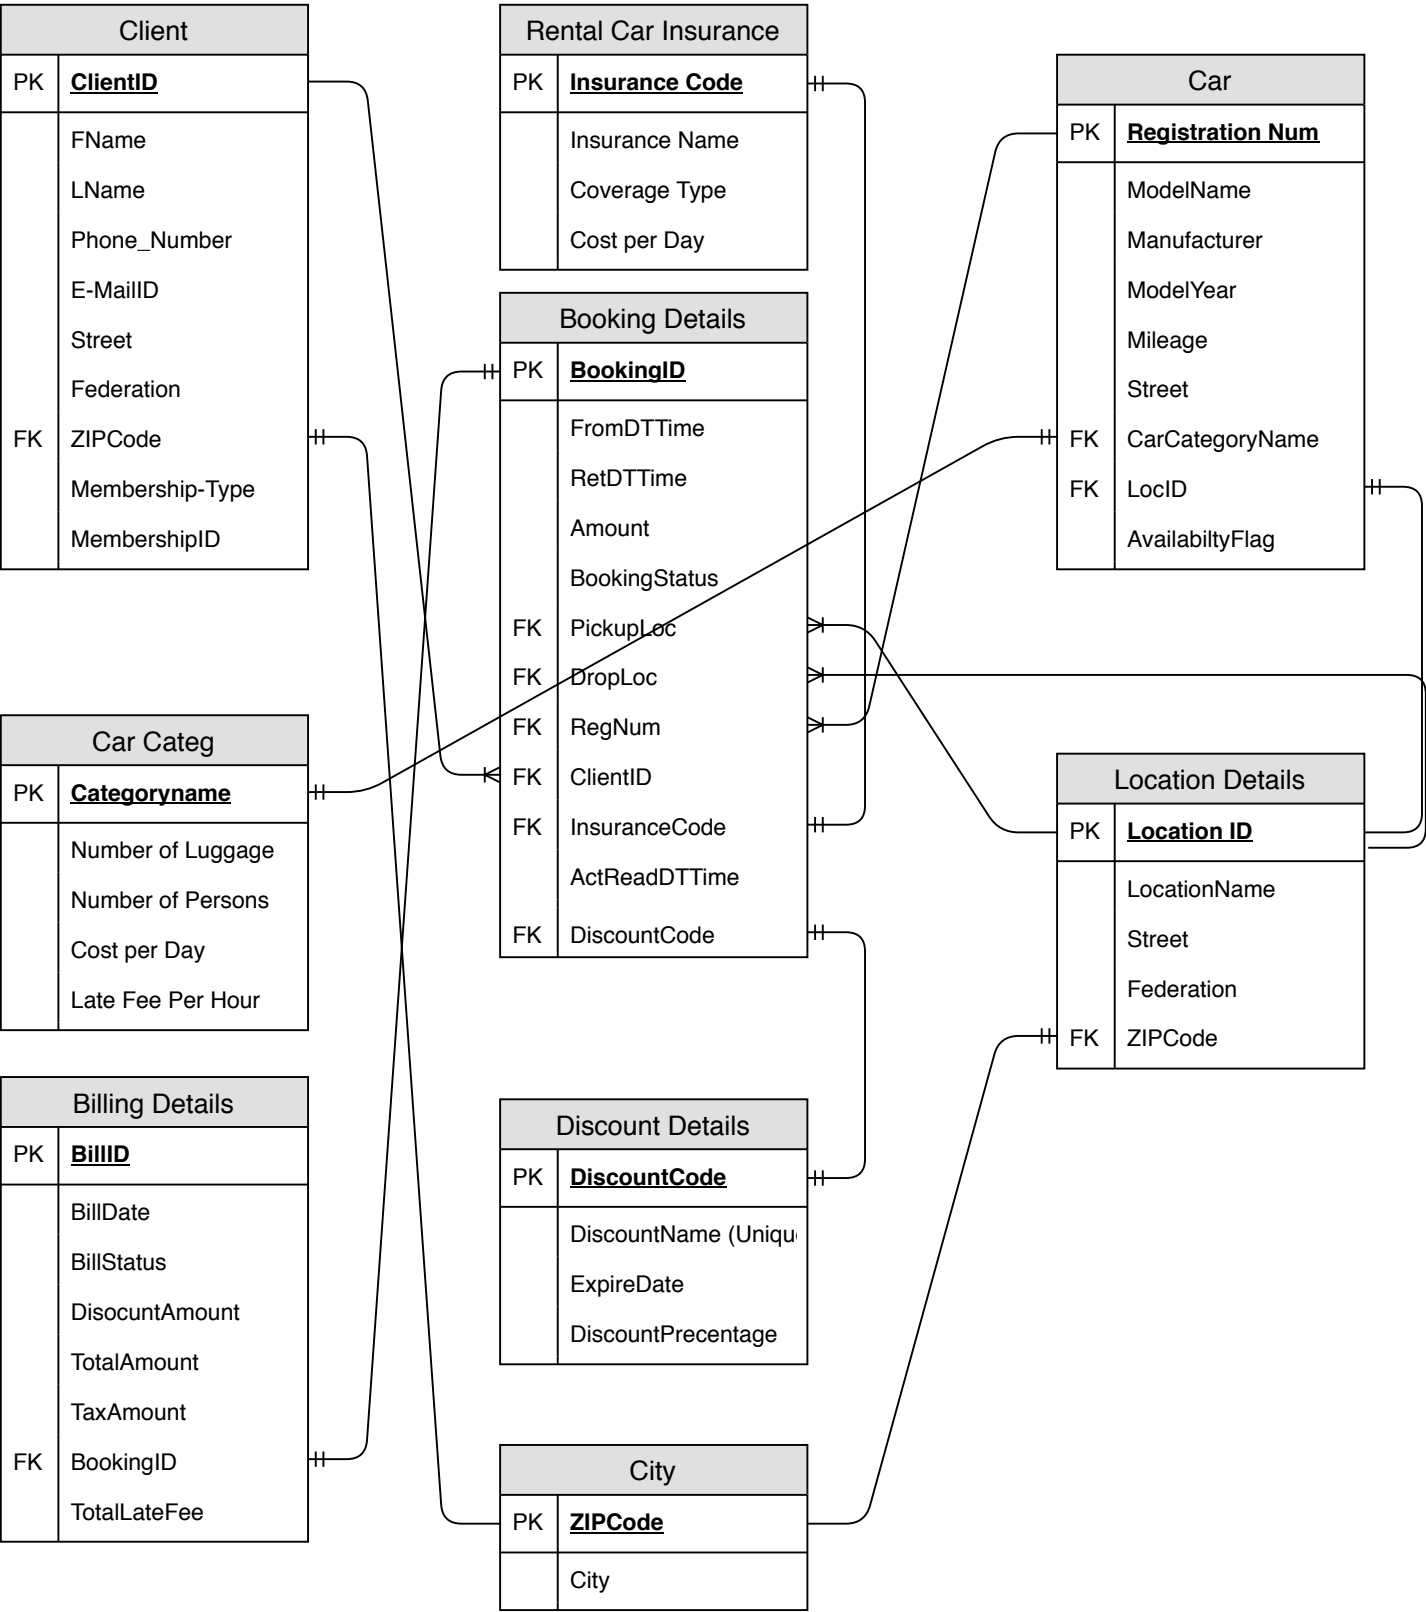 Client
PK ClientID
FName
LName
Phone_Number
E-MailID
Street
Federation
FK ZIPCode
Membership-Type
MembershipID
Rental Car Insurance
PK Insurance Code
Insurance Name
Coverage Type
Cost per Day
Car
PK Registration Num
ModelName
Manufacturer
ModelYear
Mileage
Street
FK CarCategoryName
FK LocID
AvailabiltyFlag
Booking Details
PK BookingID
FromDTTime
RetDTTime
Amount
BookingStatus
FK PickupLoc
FK DropLoc
FK RegNum
FK ClientID
FK InsuranceCode
ActReadDTTime
FK DiscountCode
Car Categ
PK Categoryname
Number of Luggage
Number of Persons
Cost per Day
Late Fee Per Hour
Location Details
PK Location ID
LocationName
Street
Federation
FK ZIPCode
Billing Details
PK BillID
BillDate
BillStatus
DisocuntAmount
TotalAmount
TaxAmount
FK BookingID
TotalLateFee
Discount Details
PK DiscountCode
DiscountName (Uniqu
ExpireDate
DiscountPrecentage
City
PK ZIPCode
City